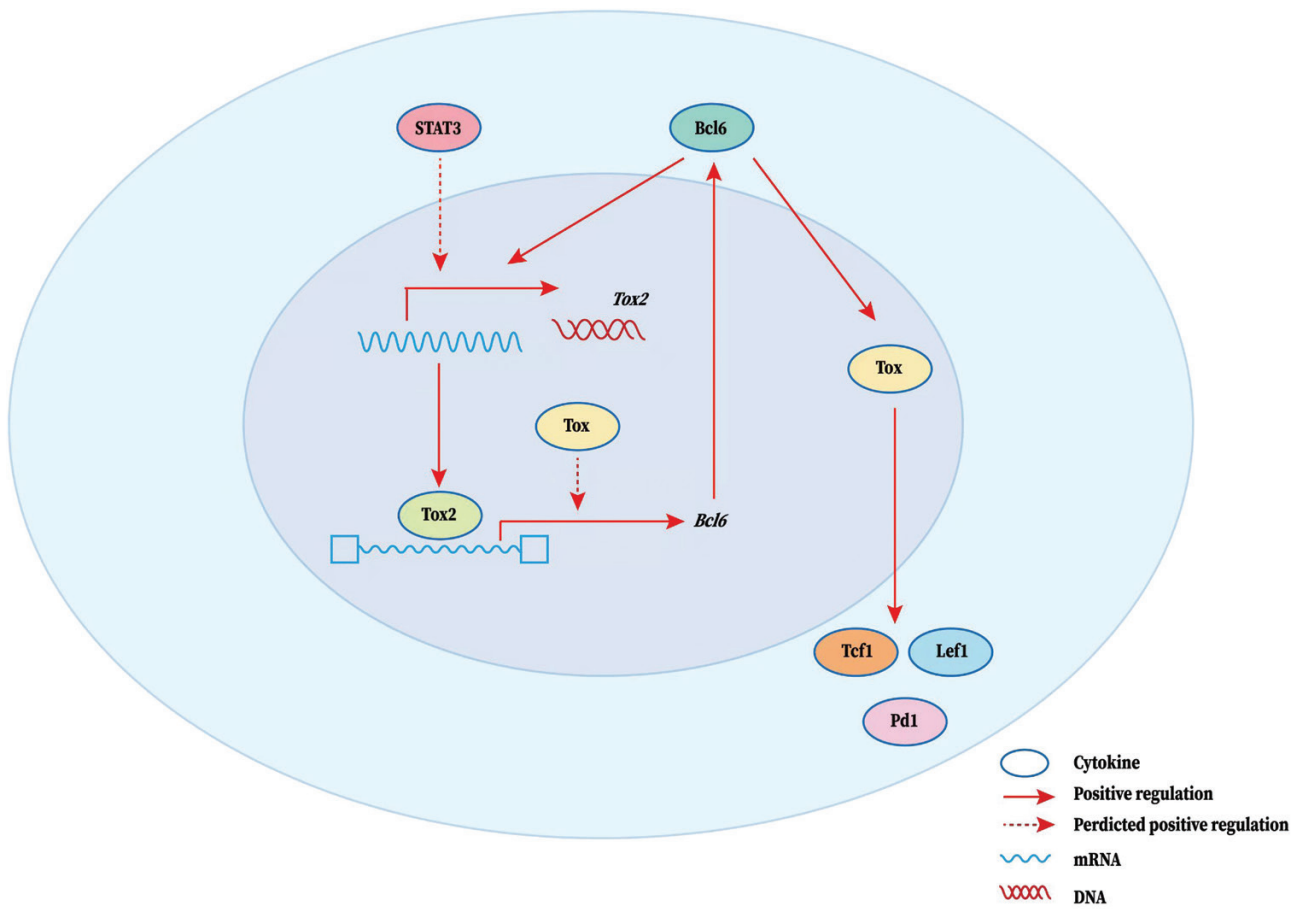 STAT3
Bcl6
Tox2
Tox
Tox
Tox2
Bcl6
Tcf1
Lef1
Pd1
Cytokine
Positive regulation
Perdicted positive regulation
mRNA
DNA